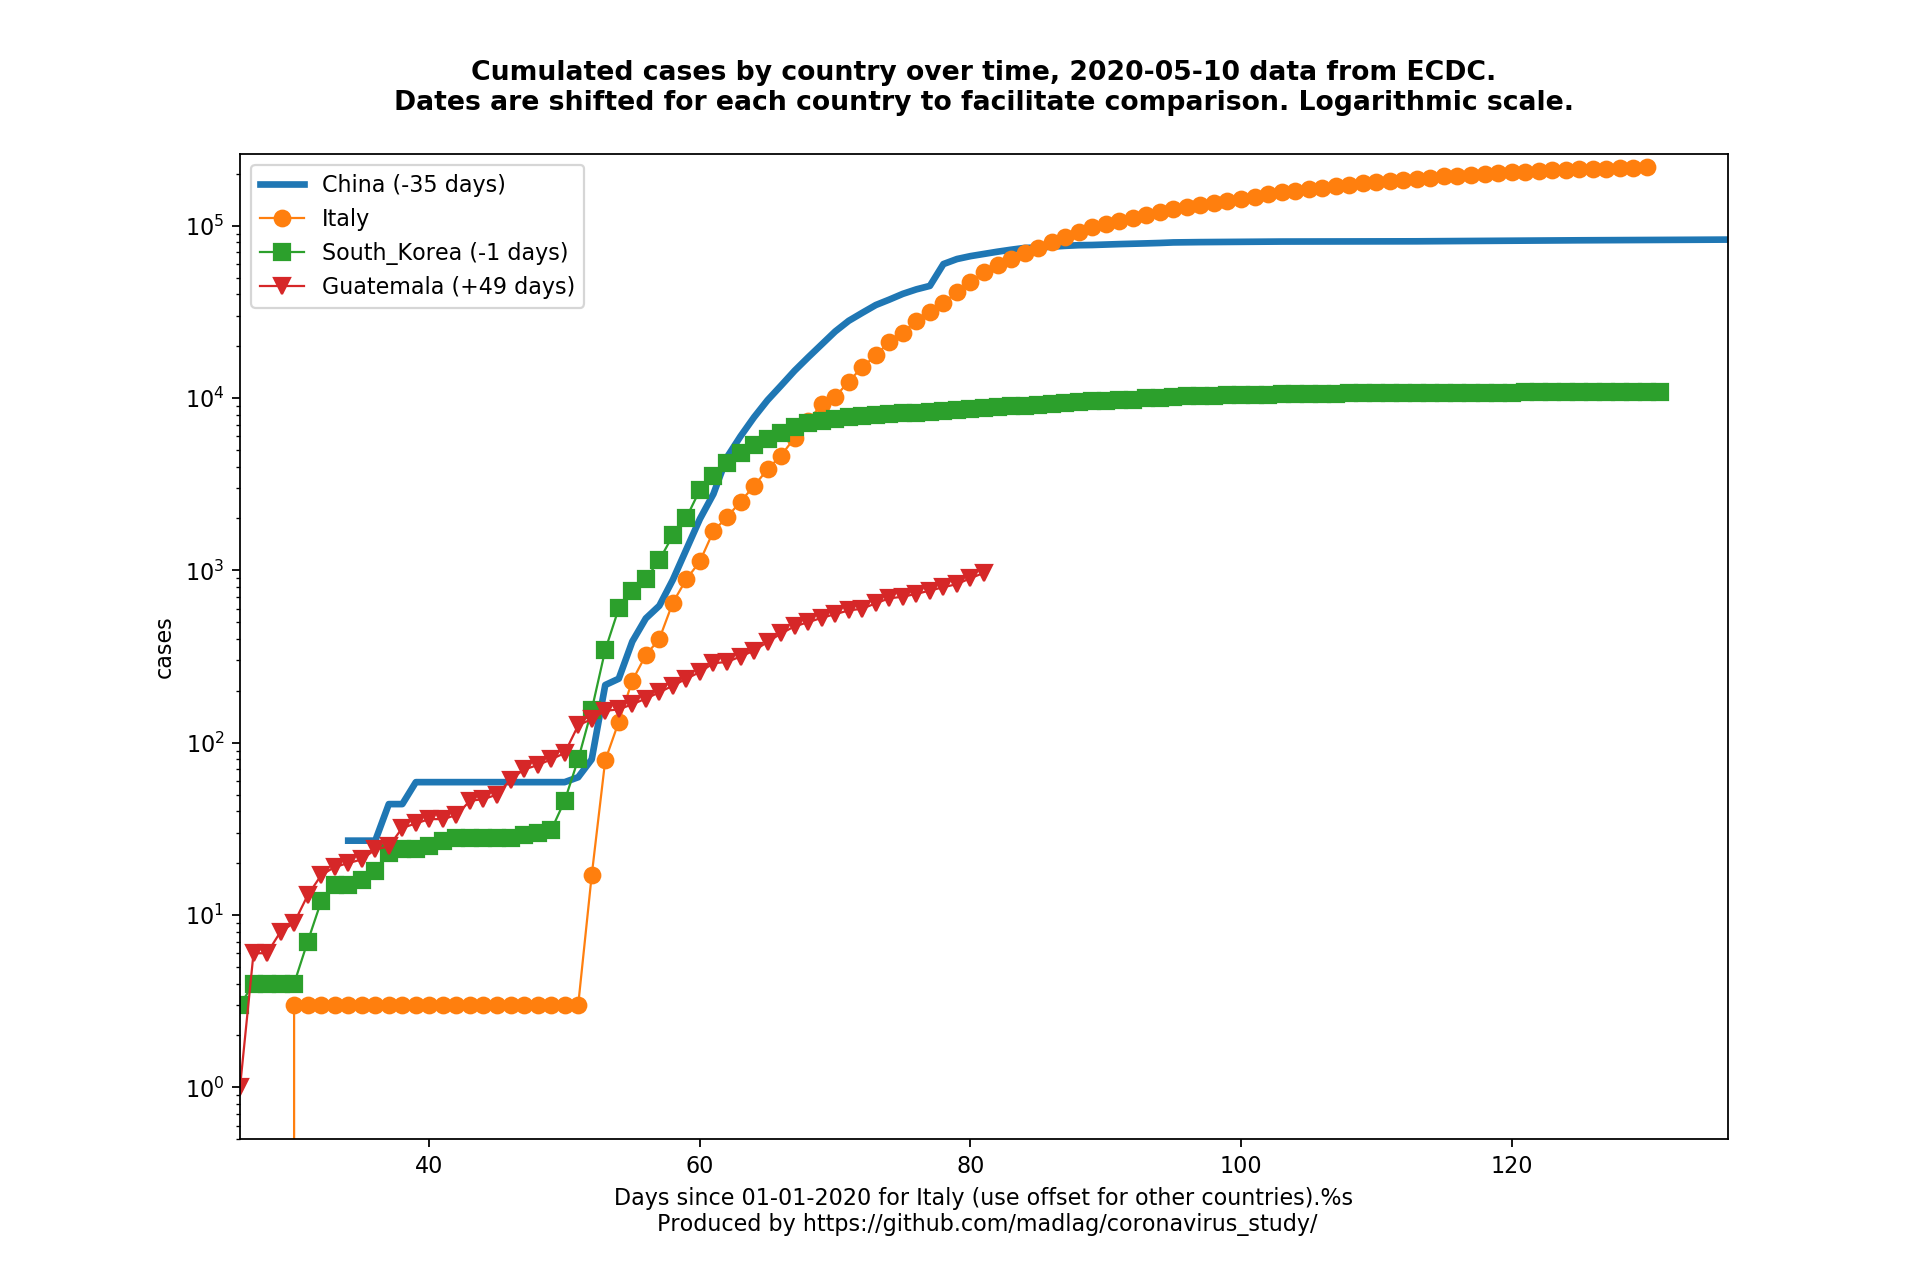 Cumulated cases by country over time, 2020-05-10 data from ECDC.
Dates are shifted for each country to facilitate comparison. Logarithmic scale.
China (-35 days)
Italy
South_Korea (-1 days)
Guatemala (+49 days)
10^5
10^4
10^3
10^2
10^1
10^0
cases
40 60 80 100 120
Days since 01-01-2020 for Italy (use offset for other countries).%s
Produced by https://github.com/madlag/coronavirus_study/